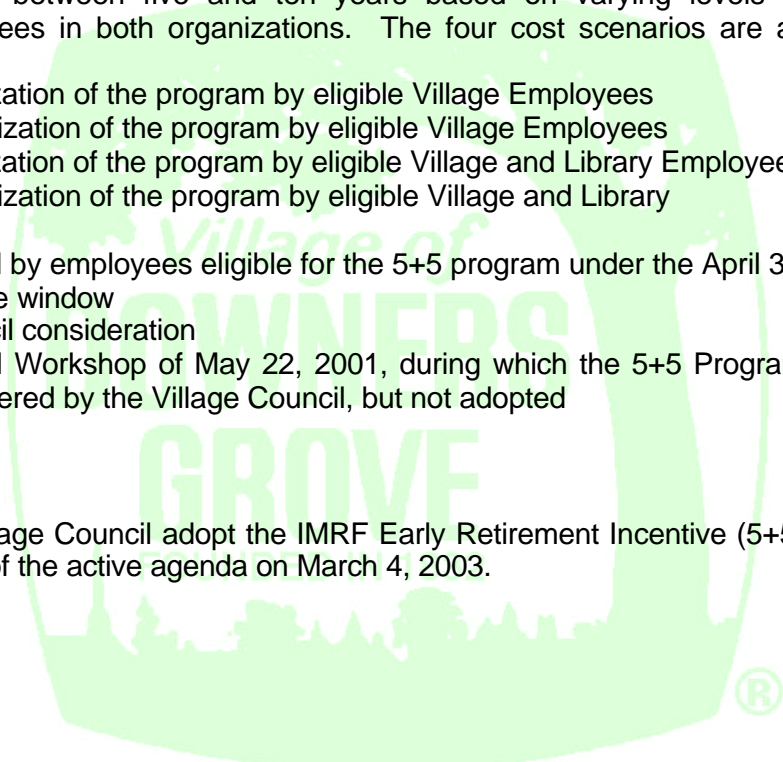 between five and ten years based on varying levels
ees in both organizations. The four cost scenarios are a
zation of the program by eligible Village Employees
ization of the program by eligible Village Employees
zation of the program by eligible Village and Library Employee
ization of the program by eligible Village and Library
l by employees eligible for the 5+5 program under the April 3
e window
cil consideration
l Workshop of May 22, 2001, during which the 5+5 Progra
ered by the Village Council, but not adopted
age Council adopt the IMRF Early Retirement Incentive (5+5
of the active agenda on March 4, 2003.
Village of
DOWNERS
GROVE
FOUNDED IN
®